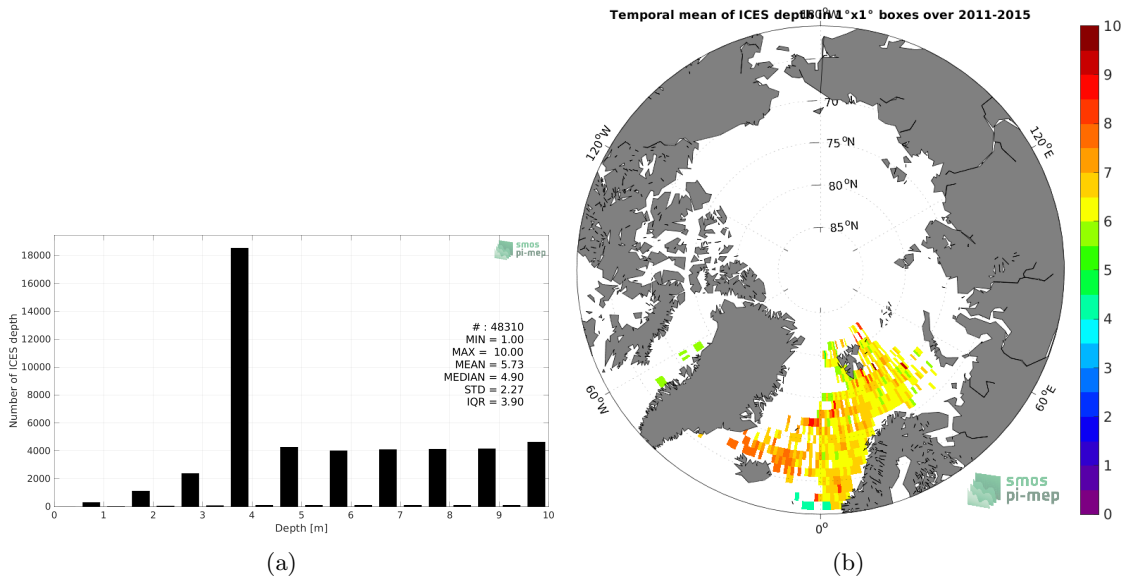 Temporal mean of ICES depth in 1°x1° boxes over 2011-2015
180°W
120°W
120°E
60°W
60°E
0°
70
75°N
80°N
85°N
10
9
8
7
6
5
4
3
2
1
0
smos
pi-mep
Number of ICES depth
18000
16000
14000
12000
10000
8000
6000
4000
2000
0
smos
pi-mep
# : 48310
MIN = 1.00
MAX = 10.00
MEAN = 5.73
MEDIAN = 4.90
STD = 2.27
IQR = 3.90
0 1 2 3 4 5 6 7 8 9 10
Depth [m]
(a)
(b)